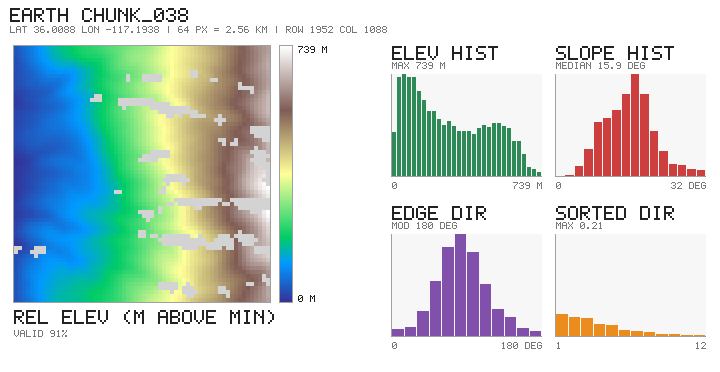 EARTH CHUNK_038
LAT 36.0088 LON -117.1938 | 64 PX = 2.56 KM | ROW 1952 COL 1088
739 M
0 M
REL ELEV (M ABOVE MIN)
VALID 91%
ELEV HIST
MAX 739 M
0 739 M
SLOPE HIST
MEDIAN 15.9 DEG
0 32 DEG
EDGE DIR
MOD 180 DEG
0 180 DEG
SORTED DIR
MAX 0.21
1 12